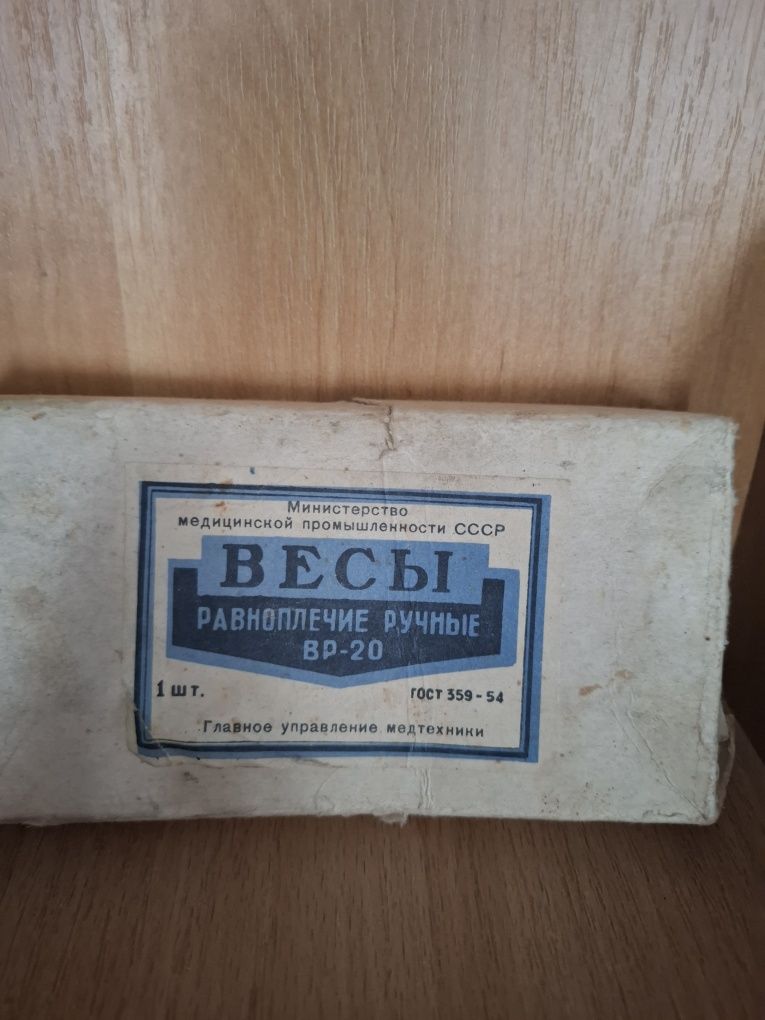 Министерство
медицинской промышленности СССР
ВЕСЫ
РАВНОПЛЕЧИЕ РУЧНЫЕ
ВР-20
1 шт. ГОСТ 359-54
Главное управление медтехники